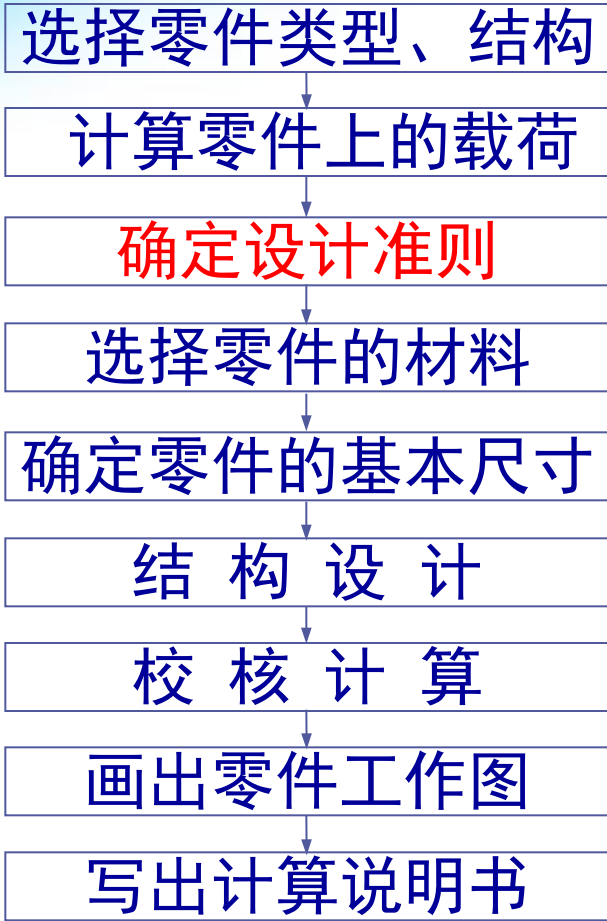 选择零件类型、结构
计算零件上的载荷
确定设计准则
选择零件的材料
确定零件的基本尺寸
结 构 设 计
校 核 计 算
画出零件工作图
写出计算说明书